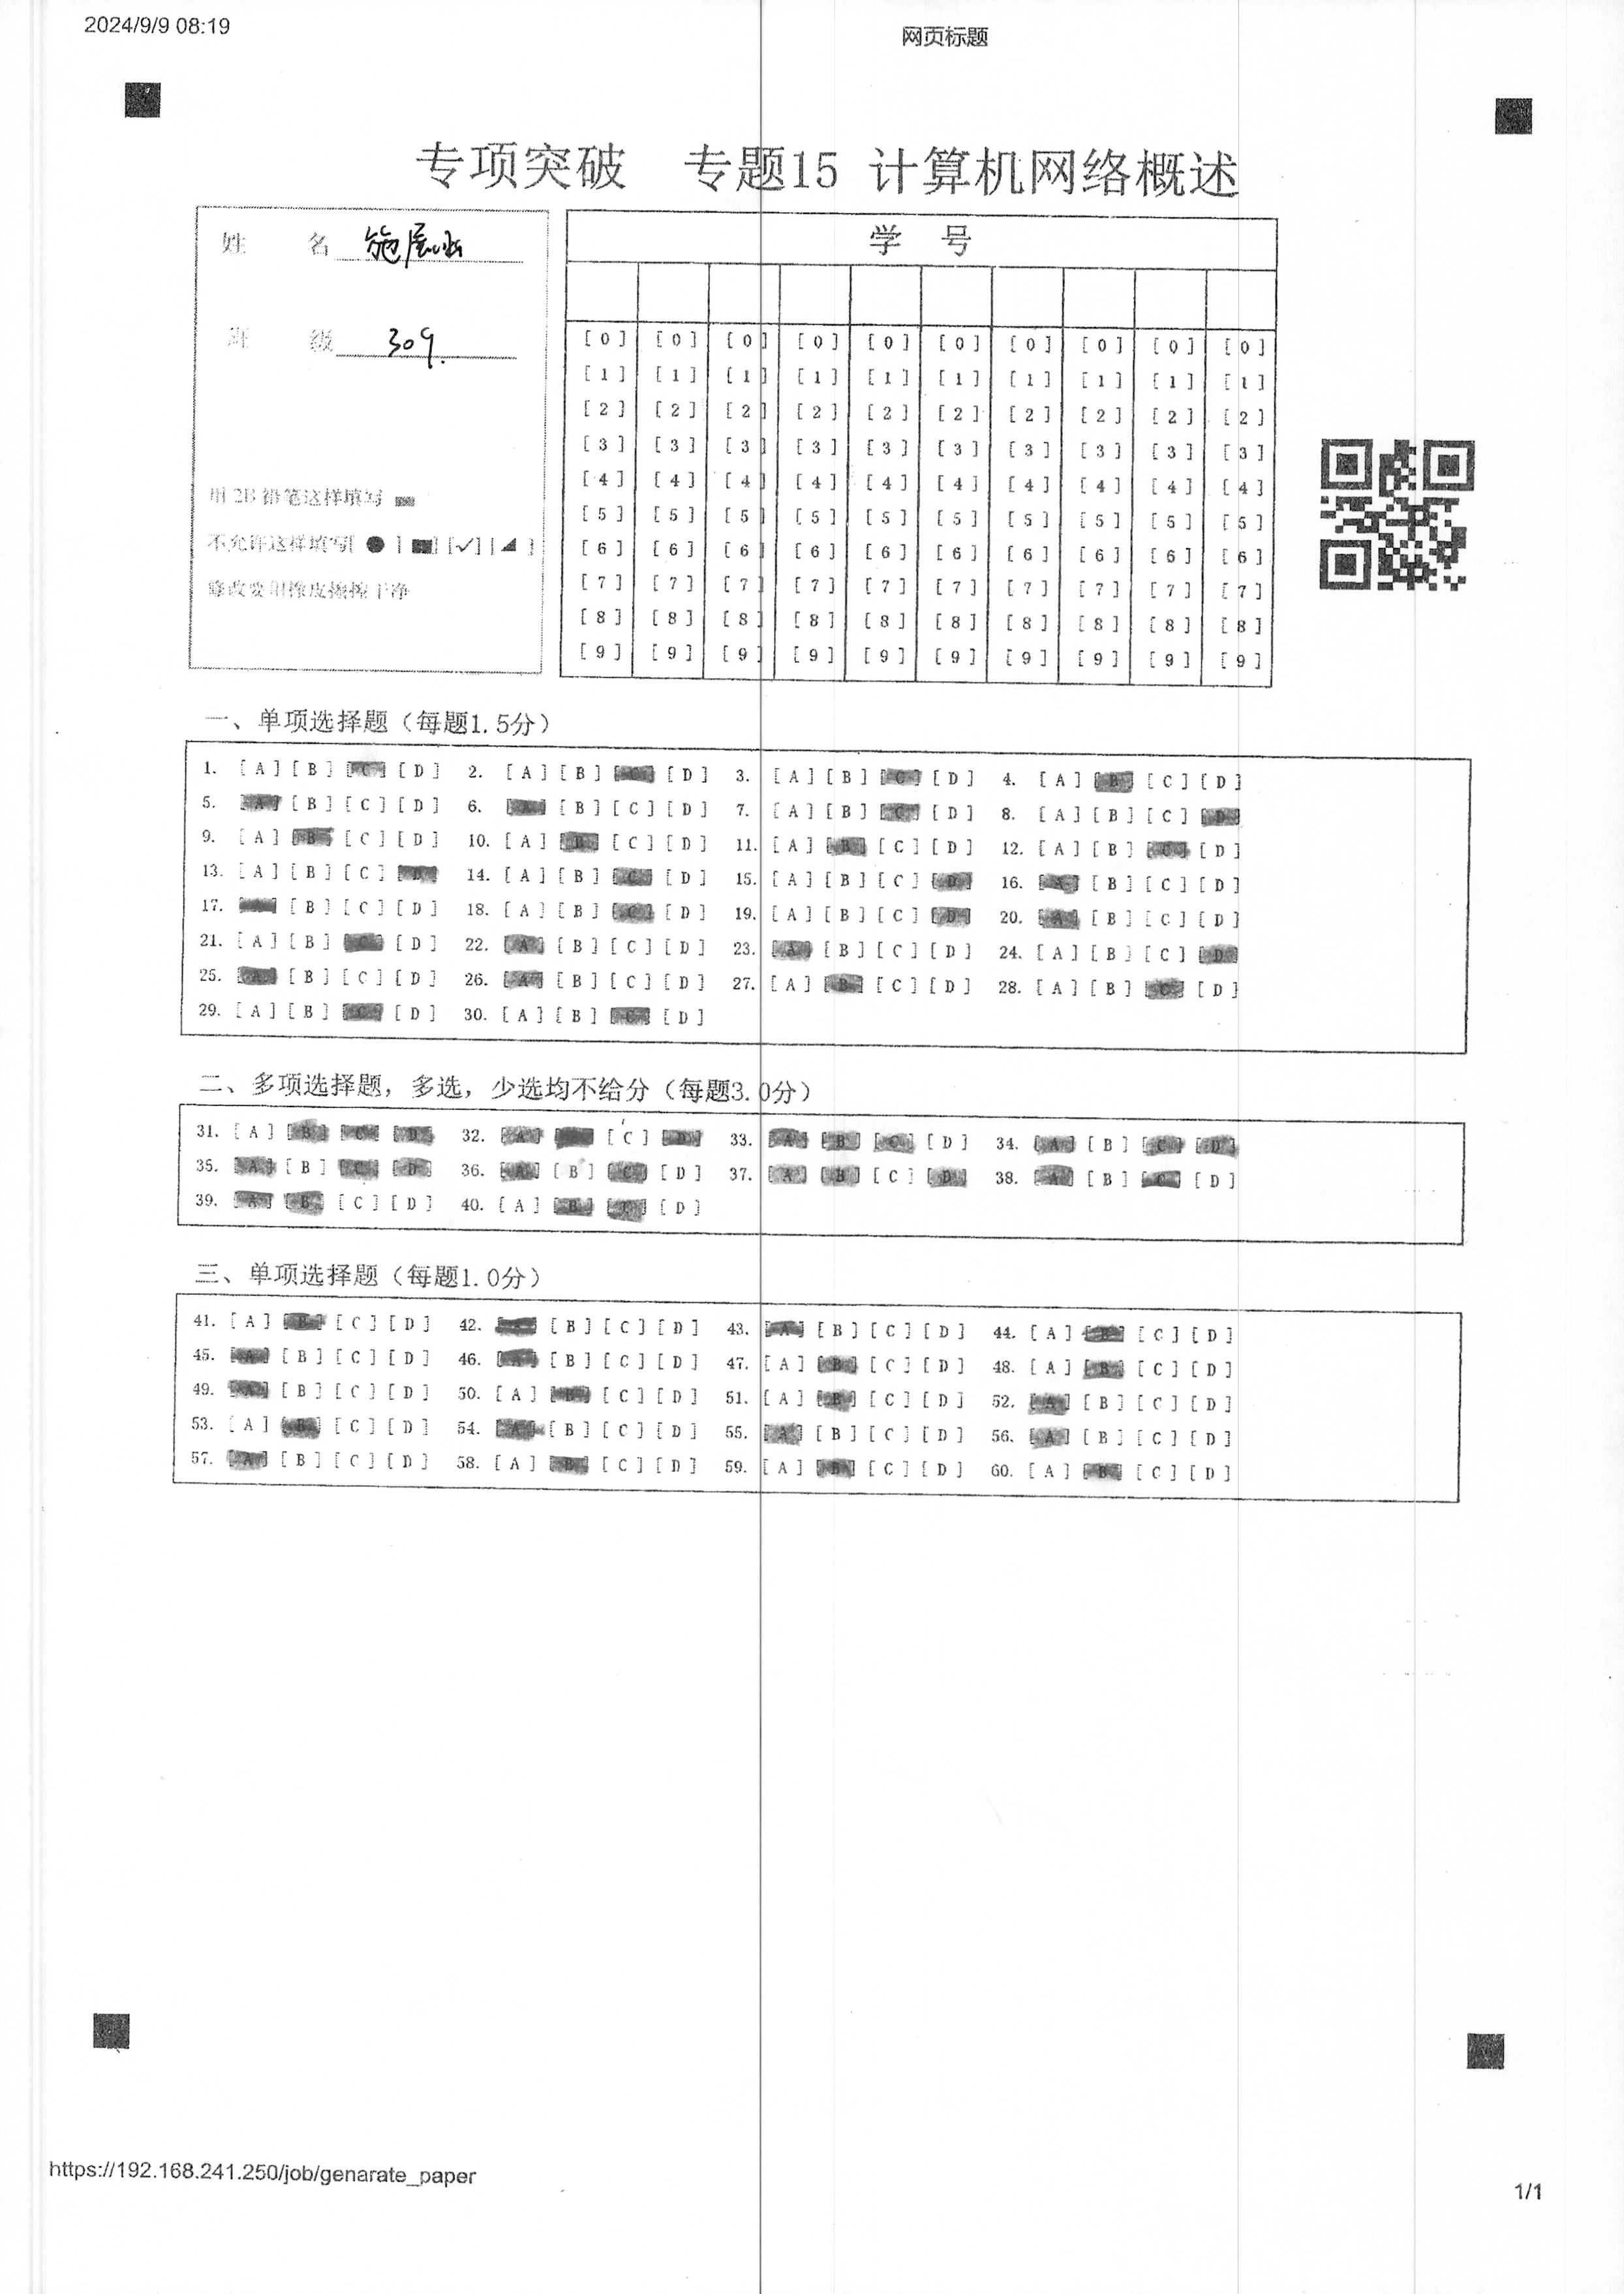 2024/9/9 08:19
网页标题
专项突破 专题15 计算机网络概述
姓 名 施
班 级 309.
用 2B 铅笔这样填写
不允许这样填写[ ● ] [■] [✓] [◢ ]
修改要用橡皮擦擦干净
学 号
[0] [0] [0] [0] [0] [0] [0] [0] [0] [0]
[1] [1] [1] [1] [1] [1] [1] [1] [1] [1]
[2] [2] [2] [2] [2] [2] [2] [2] [2] [2]
[3] [3] [3] [3] [3] [3] [3] [3] [3] [3]
[4] [4] [4] [4] [4] [4] [4] [4] [4] [4]
[5] [5] [5] [5] [5] [5] [5] [5] [5] [5]
[6] [6] [6] [6] [6] [6] [6] [6] [6] [6]
[7] [7] [7] [7] [7] [7] [7] [7] [7] [7]
[8] [8] [8] [8] [8] [8] [8] [8] [8] [8]
[9] [9] [9] [9] [9] [9] [9] [9] [9] [9]
一、单项选择题（每题1.5分）
1. [A] [B] [C] [D] 2. [A] [B] [C] [D] 3. [A] [B] [C] [D] 4. [A] [B] [C] [D]
5. [A] [B] [C] [D] 6. [A] [B] [C] [D] 7. [A] [B] [C] [D] 8. [A] [B] [C] [D]
9. [A] [B] [C] [D] 10. [A] [B] [C] [D] 11. [A] [B] [C] [D] 12. [A] [B] [C] [D]
13. [A] [B] [C] [D] 14. [A] [B] [C] [D] 15. [A] [B] [C] [D] 16. [A] [B] [C] [D]
17. [A] [B] [C] [D] 18. [A] [B] [C] [D] 19. [A] [B] [C] [D] 20. [A] [B] [C] [D]
21. [A] [B] [C] [D] 22. [A] [B] [C] [D] 23. [A] [B] [C] [D] 24. [A] [B] [C] [D]
25. [A] [B] [C] [D] 26. [A] [B] [C] [D] 27. [A] [B] [C] [D] 28. [A] [B] [C] [D]
29. [A] [B] [C] [D] 30. [A] [B] [C] [D]
二、多项选择题，多选，少选均不给分（每题3.0分）
31. [A] [B] [C] [D] 32. [A] [B] [C] [D] 33. [A] [B] [C] [D] 34. [A] [B] [C] [D]
35. [A] [B] [C] [D] 36. [A] [B] [C] [D] 37. [A] [B] [C] [D] 38. [A] [B] [C] [D]
39. [A] [B] [C] [D] 40. [A] [B] [C] [D]
三、单项选择题（每题1.0分）
41. [A] [B] [C] [D] 42. [A] [B] [C] [D] 43. [A] [B] [C] [D] 44. [A] [B] [C] [D]
45. [A] [B] [C] [D] 46. [A] [B] [C] [D] 47. [A] [B] [C] [D] 48. [A] [B] [C] [D]
49. [A] [B] [C] [D] 50. [A] [B] [C] [D] 51. [A] [B] [C] [D] 52. [A] [B] [C] [D]
53. [A] [B] [C] [D] 54. [A] [B] [C] [D] 55. [A] [B] [C] [D] 56. [A] [B] [C] [D]
57. [A] [B] [C] [D] 58. [A] [B] [C] [D] 59. [A] [B] [C] [D] 60. [A] [B] [C] [D]
https://192.168.241.250/job/genarate_paper
1/1